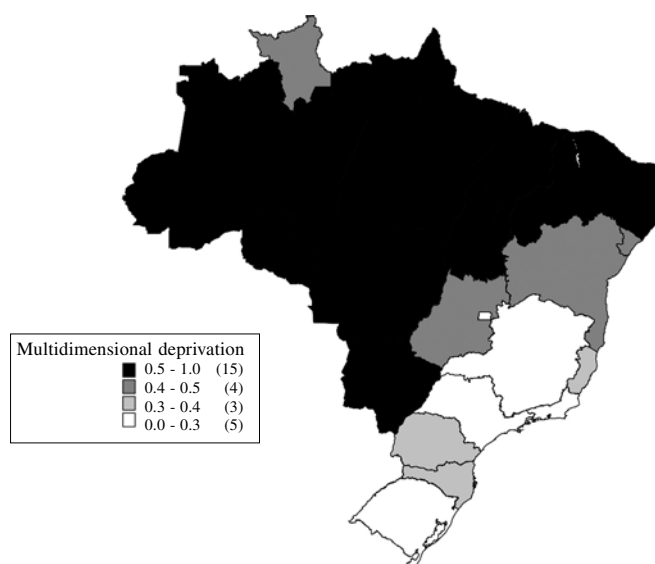 Multidimensional deprivation
0.5 - 1.0 (15)
0.4 - 0.5 (4)
0.3 - 0.4 (3)
0.0 - 0.3 (5)